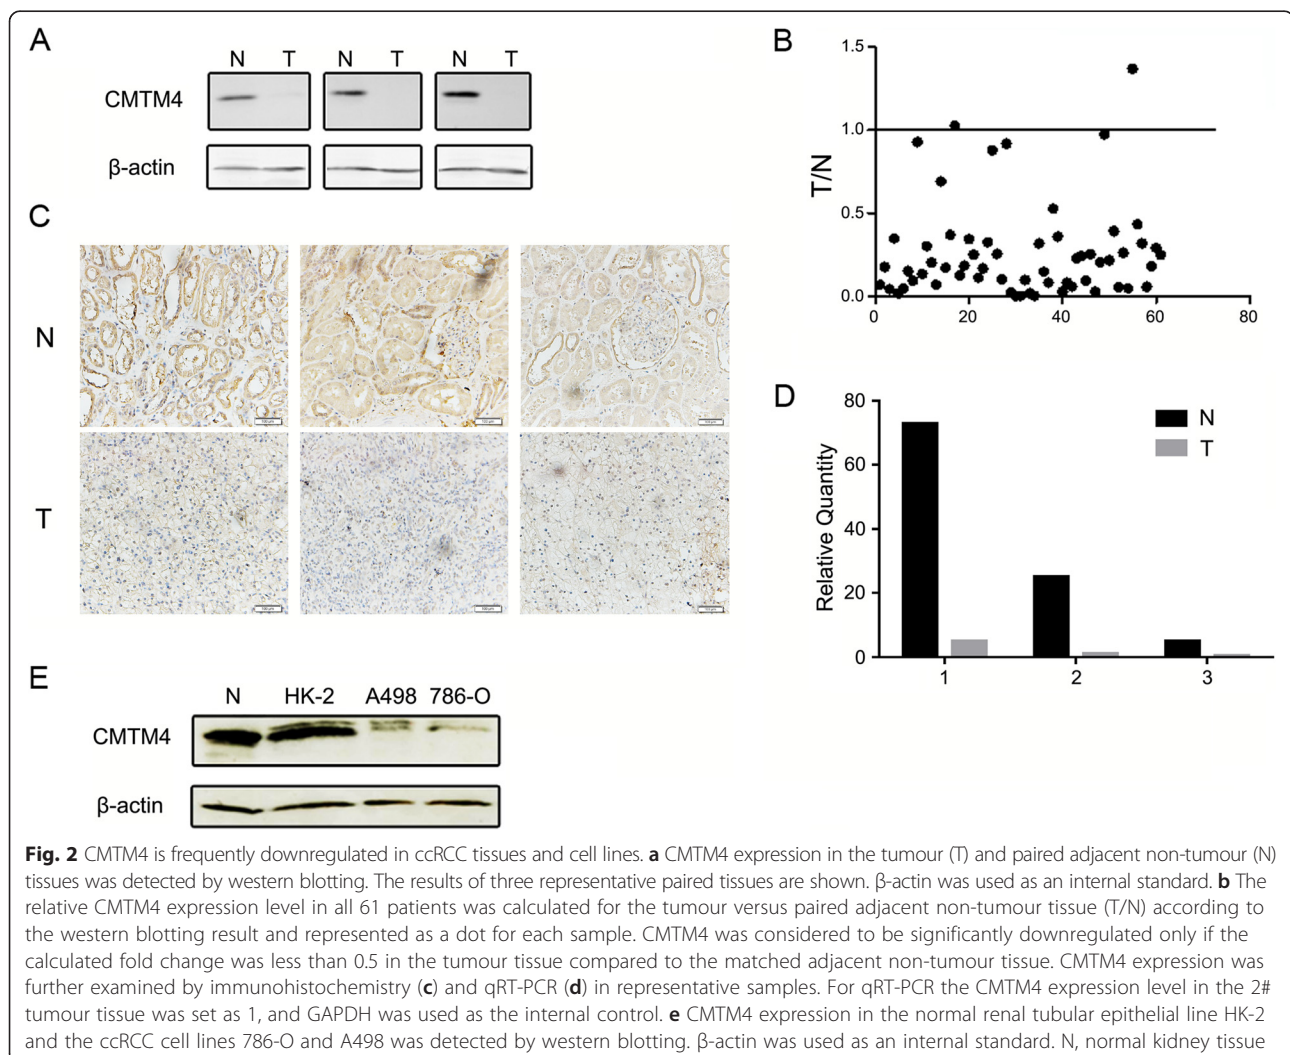 A
N T N T N T
CMTM4
β-actin
B
1.5
1.0
0.5
0.0
T/N
0 20 40 60 80
C
N
T
100 μm
D
80
60
40
20
0
Relative Quantity
N
T
1 2 3
E
N HK-2 A498 786-O
CMTM4
β-actin
Fig. 2 CMTM4 is frequently downregulated in ccRCC tissues and cell lines. a CMTM4 expression in the tumour (T) and paired adjacent non-tumour (N)
tissues was detected by western blotting. The results of three representative paired tissues are shown. β-actin was used as an internal standard. b The
relative CMTM4 expression level in all 61 patients was calculated for the tumour versus paired adjacent non-tumour tissue (T/N) according to
the western blotting result and represented as a dot for each sample. CMTM4 was considered to be significantly downregulated only if the
calculated fold change was less than 0.5 in the tumour tissue compared to the matched adjacent non-tumour tissue. CMTM4 expression was
further examined by immunohistochemistry (c) and qRT-PCR (d) in representative samples. For qRT-PCR the CMTM4 expression level in the 2#
tumour tissue was set as 1, and GAPDH was used as the internal control. e CMTM4 expression in the normal renal tubular epithelial line HK-2
and the ccRCC cell lines 786-O and A498 was detected by western blotting. β-actin was used as an internal standard. N, normal kidney tissue